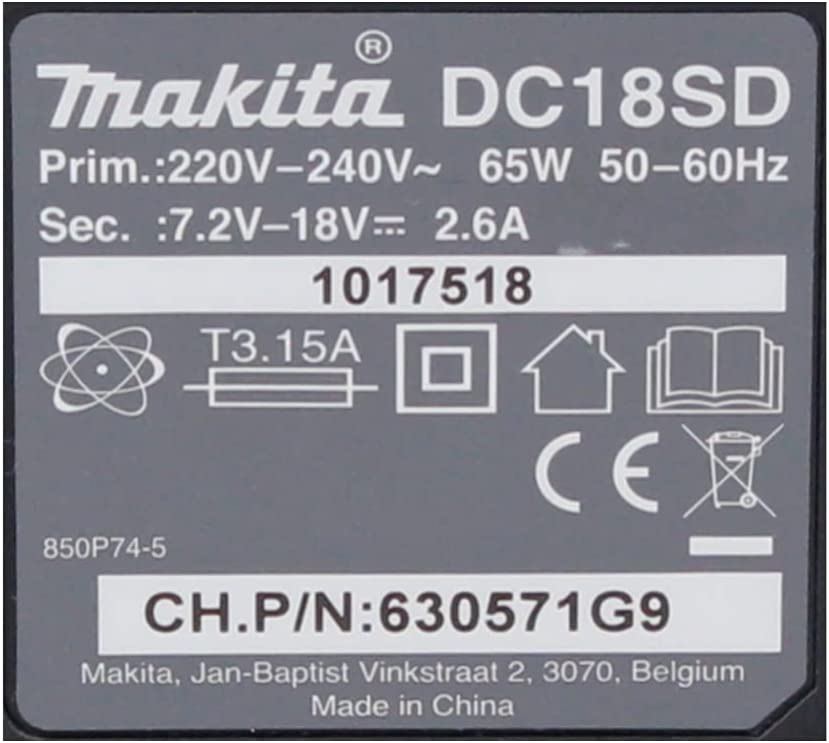 makita® DC18SD
Prim.:220V–240V~ 65W 50–60Hz
Sec. :7.2V–18V⎓ 2.6A
1017518
T3.15A
CE
850P74-5
CH.P/N:630571G9
Makita, Jan-Baptist Vinkstraat 2, 3070, Belgium
Made in China